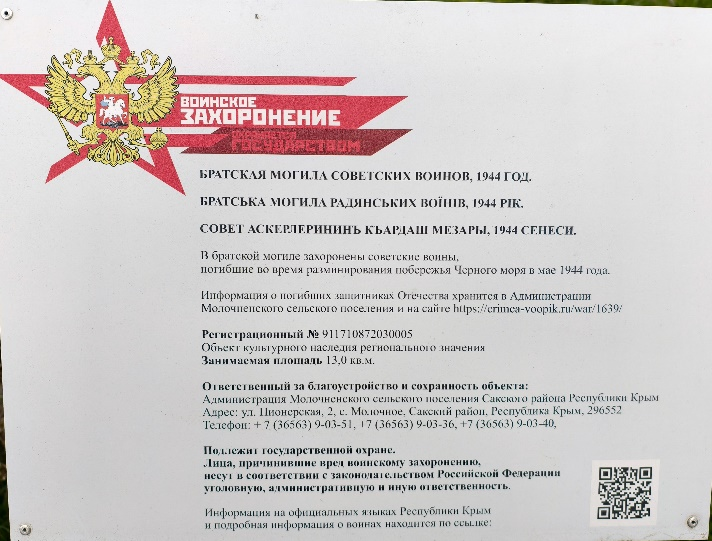 ВОИНСКОЕ
ЗАХОРОНЕНИЕ
ОХРАНЯЕТСЯ
ГОСУДАРСТВОМ
БРАТСКАЯ МОГИЛА СОВЕТСКИХ ВОИНОВ, 1944 ГОД.
БРАТСЬКА МОГИЛА РАДЯНСЬКИХ ВОЇНІВ, 1944 РІК.
СОВЕТ АСКЕРЛЕРИНИНЪ КЪАРДАШ МЕЗАРЫ, 1944 СЕНЕСИ.
В братской могиле захоронены советские воины,
погибшие во время разминирования побережья Черного моря в мае 1944 года.
Информация о погибших защитниках Отечества хранится в Администрации
Молочненского сельского поселения и на сайте https://crimea-voopik.ru/war/1639/
Регистрационный № 911710872030005
Объект культурного наследия регионального значения
Занимаемая площадь 13,0 кв.м.
Ответственный за благоустройство и сохранность объекта:
Администрация Молочненского сельского поселения Сакского района Республики Крым
Адрес: ул. Пионерская, 2, с. Молочное, Сакский район, Республика Крым, 296552
Телефон: + 7 (36563) 9-03-51, +7 (36563) 9-03-36, +7 (36563) 9-03-40,
Подлежит государственной охране.
Лица, причинившие вред воинскому захоронению,
несут в соответствии с законодательством Российской Федерации
уголовную, административную и иную ответственность.
Информация на официальных языках Республики Крым
и подробная информация о воинах находится по ссылке: